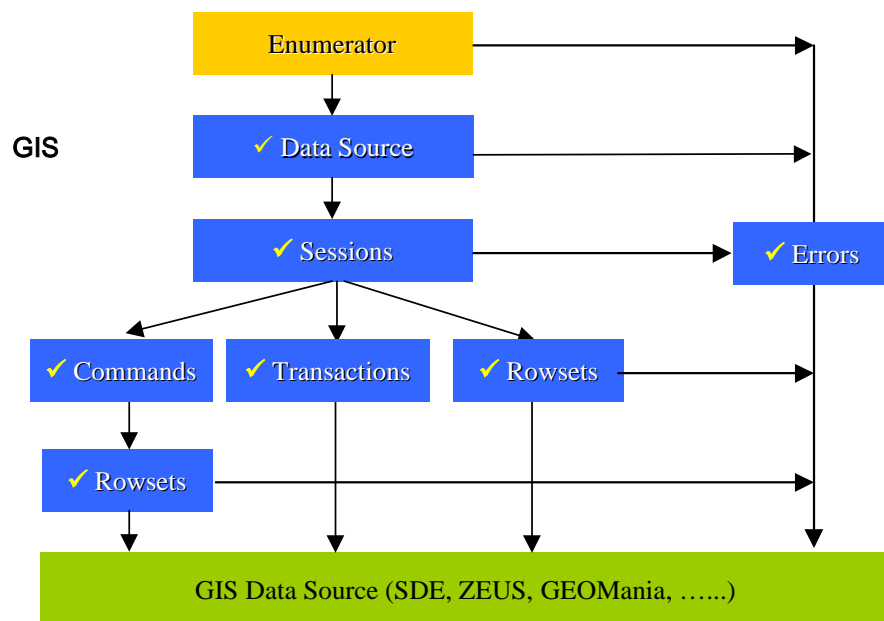 Enumerator
GIS
✓ Data Source
✓ Sessions
✓ Errors
✓ Commands
✓ Transactions
✓ Rowsets
✓ Rowsets
GIS Data Source (SDE, ZEUS, GEOMania, …...)